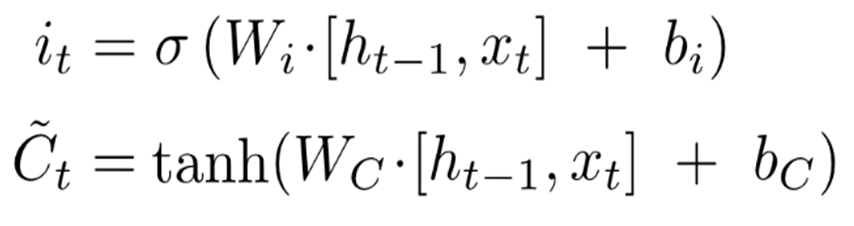 i_t = σ (W_i·[h_{t−1}, x_t] + b_i)
C̃_t = tanh(W_C·[h_{t−1}, x_t] + b_C)